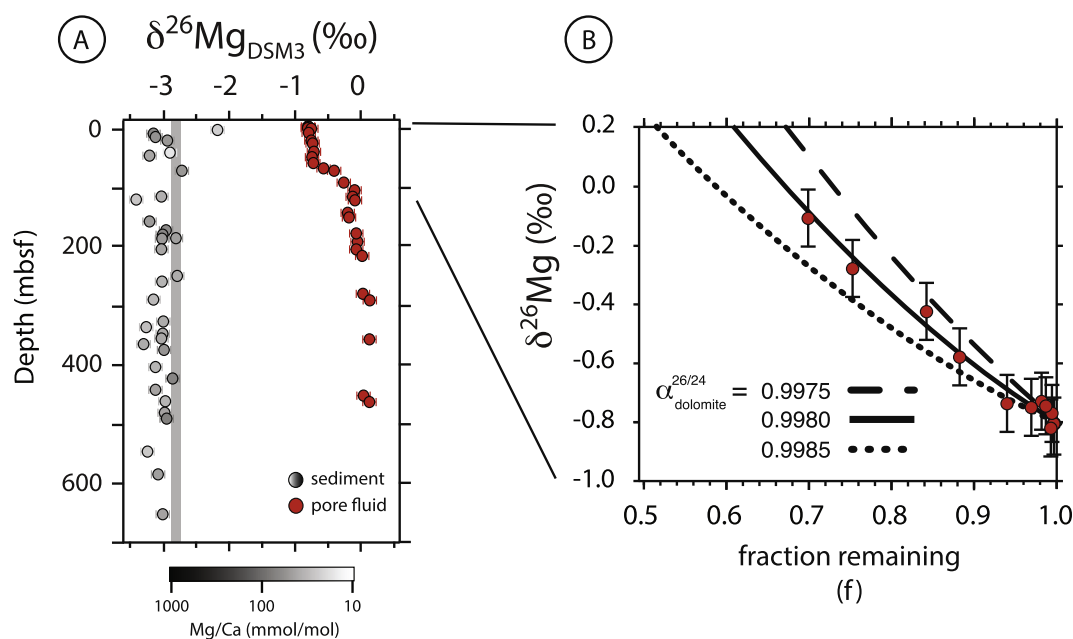 A
δ26MgDSM3 (‰)
-3 -2 -1 0
0
200
400
600
Depth (mbsf)
sediment
pore fluid
1000 100 10
Mg/Ca (mmol/mol)
B
0.2
0.0
-0.2
-0.4
-0.6
-0.8
-1.0
δ26Mg (‰)
α26/24dolomite = 0.9975
0.9980
0.9985
0.5 0.6 0.7 0.8 0.9 1.0
fraction remaining
(f)